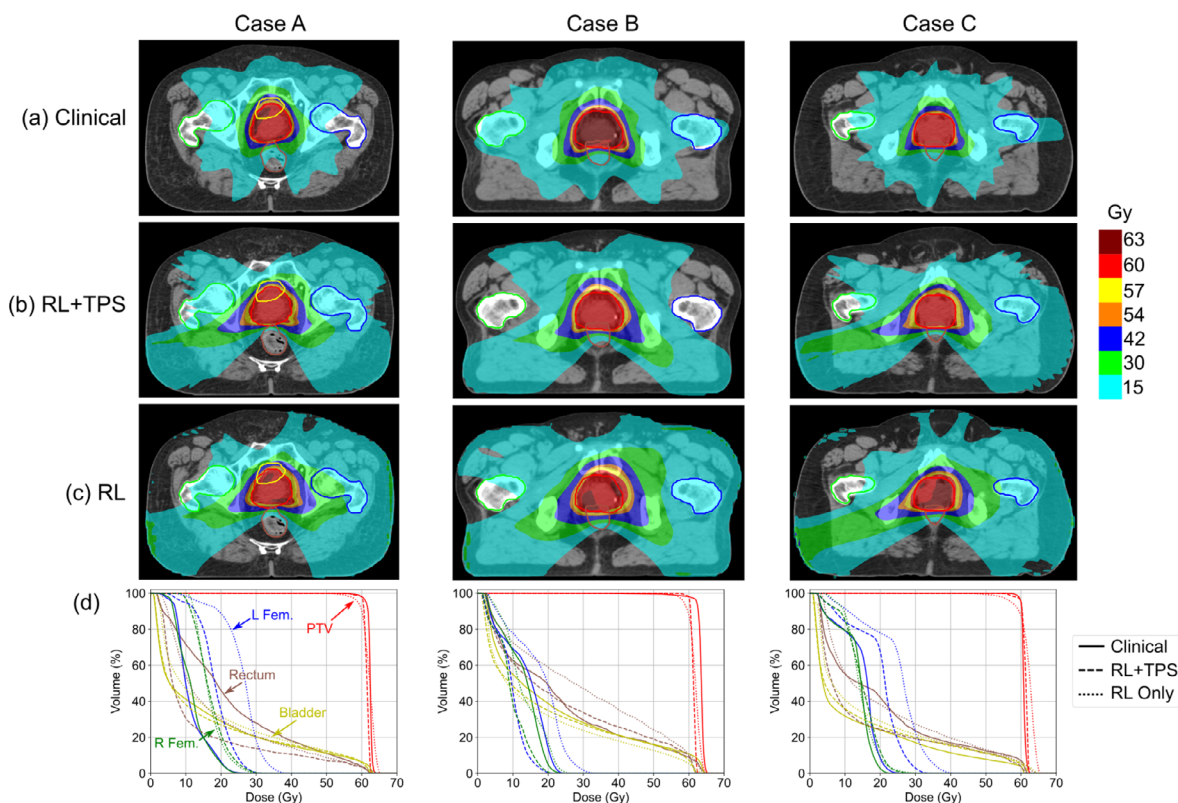 Case A
Case B
Case C
(a) Clinical
(b) RL+TPS
(c) RL
Gy
63
60
57
54
42
30
15
(d)
100
80
60
40
20
0
Volume (%)
0 10 20 30 40 50 60 70
Dose (Gy)
L Fem.
PTV
Rectum
Bladder
R Fem.
100
80
60
40
20
0
Volume (%)
0 10 20 30 40 50 60 70
Dose (Gy)
100
80
60
40
20
0
Volume (%)
0 10 20 30 40 50 60 70
Dose (Gy)
Clinical
RL+TPS
RL Only